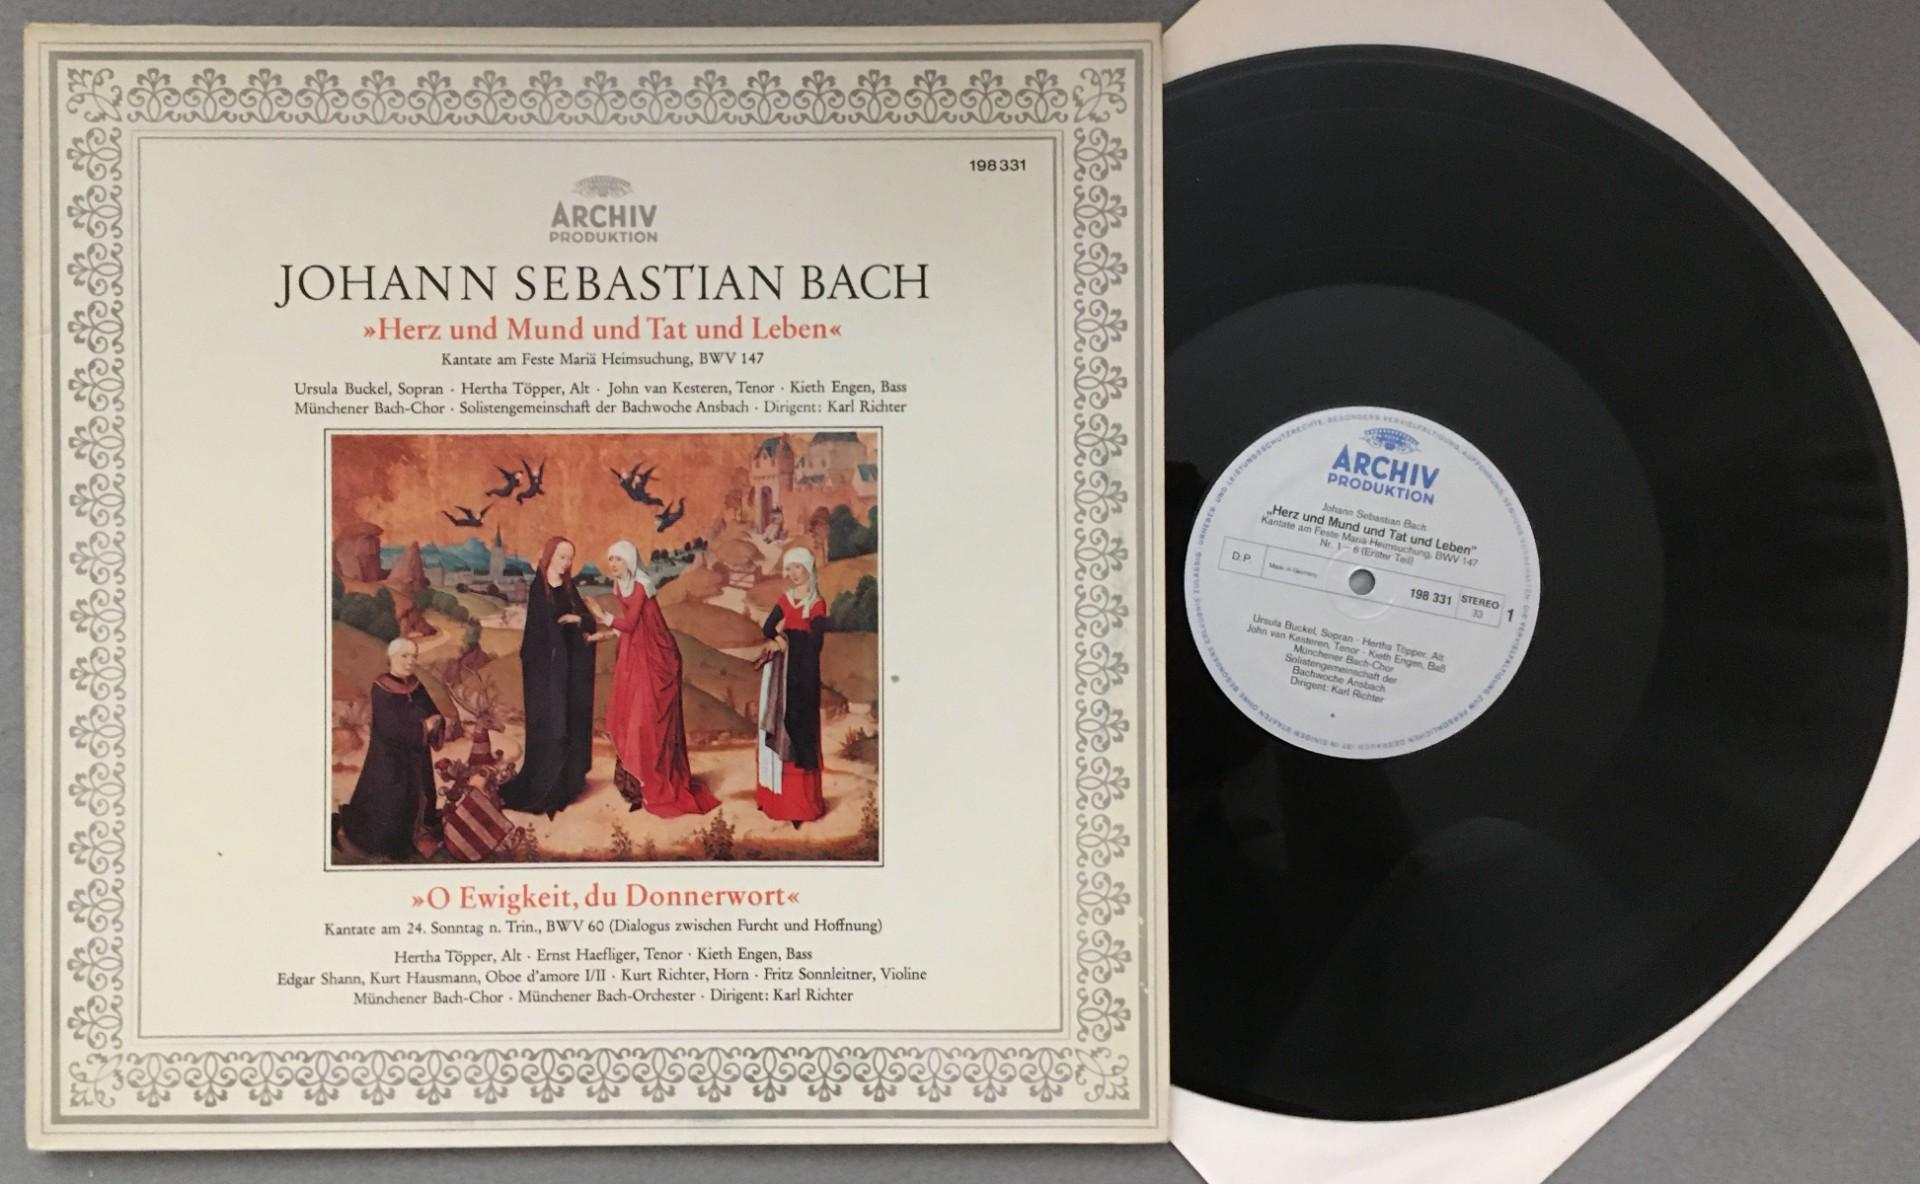 198 331
ARCHIV
PRODUKTION
JOHANN SEBASTIAN BACH
»Herz und Mund und Tat und Leben«
Kantate am Feste Mariä Heimsuchung, BWV 147
Ursula Buckel, Sopran · Hertha Töpper, Alt · John van Kesteren, Tenor · Kieth Engen, Bass
Münchener Bach-Chor · Solistengemeinschaft der Bachwoche Ansbach · Dirigent: Karl Richter
»O Ewigkeit, du Donnerwort«
Kantate am 24. Sonntag n. Trin., BWV 60 (Dialogus zwischen Furcht und Hoffnung)
Hertha Töpper, Alt · Ernst Haefliger, Tenor · Kieth Engen, Bass
Edgar Shann, Kurt Hausmann, Oboe d'amore I/II · Kurt Richter, Horn · Fritz Sonnleitner, Violine
Münchener Bach-Chor · Münchener Bach-Orchester · Dirigent: Karl Richter
ARCHIV
PRODUKTION
Johann Sebastian Bach
„Herz und Mund und Tat und Leben"
Kantate am Feste Mariä Heimsuchung, BWV 147
Nr. 1 – 6 (Erster Teil)
D.P. Made in Germany 198 331 STEREO 33 1
Ursula Buckel, Sopran · Hertha Töpper, Alt
John van Kesteren, Tenor · Kieth Engen, Baß
Münchener Bach-Chor
Solistengemeinschaft der
Bachwoche Ansbach
Dirigent: Karl Richter